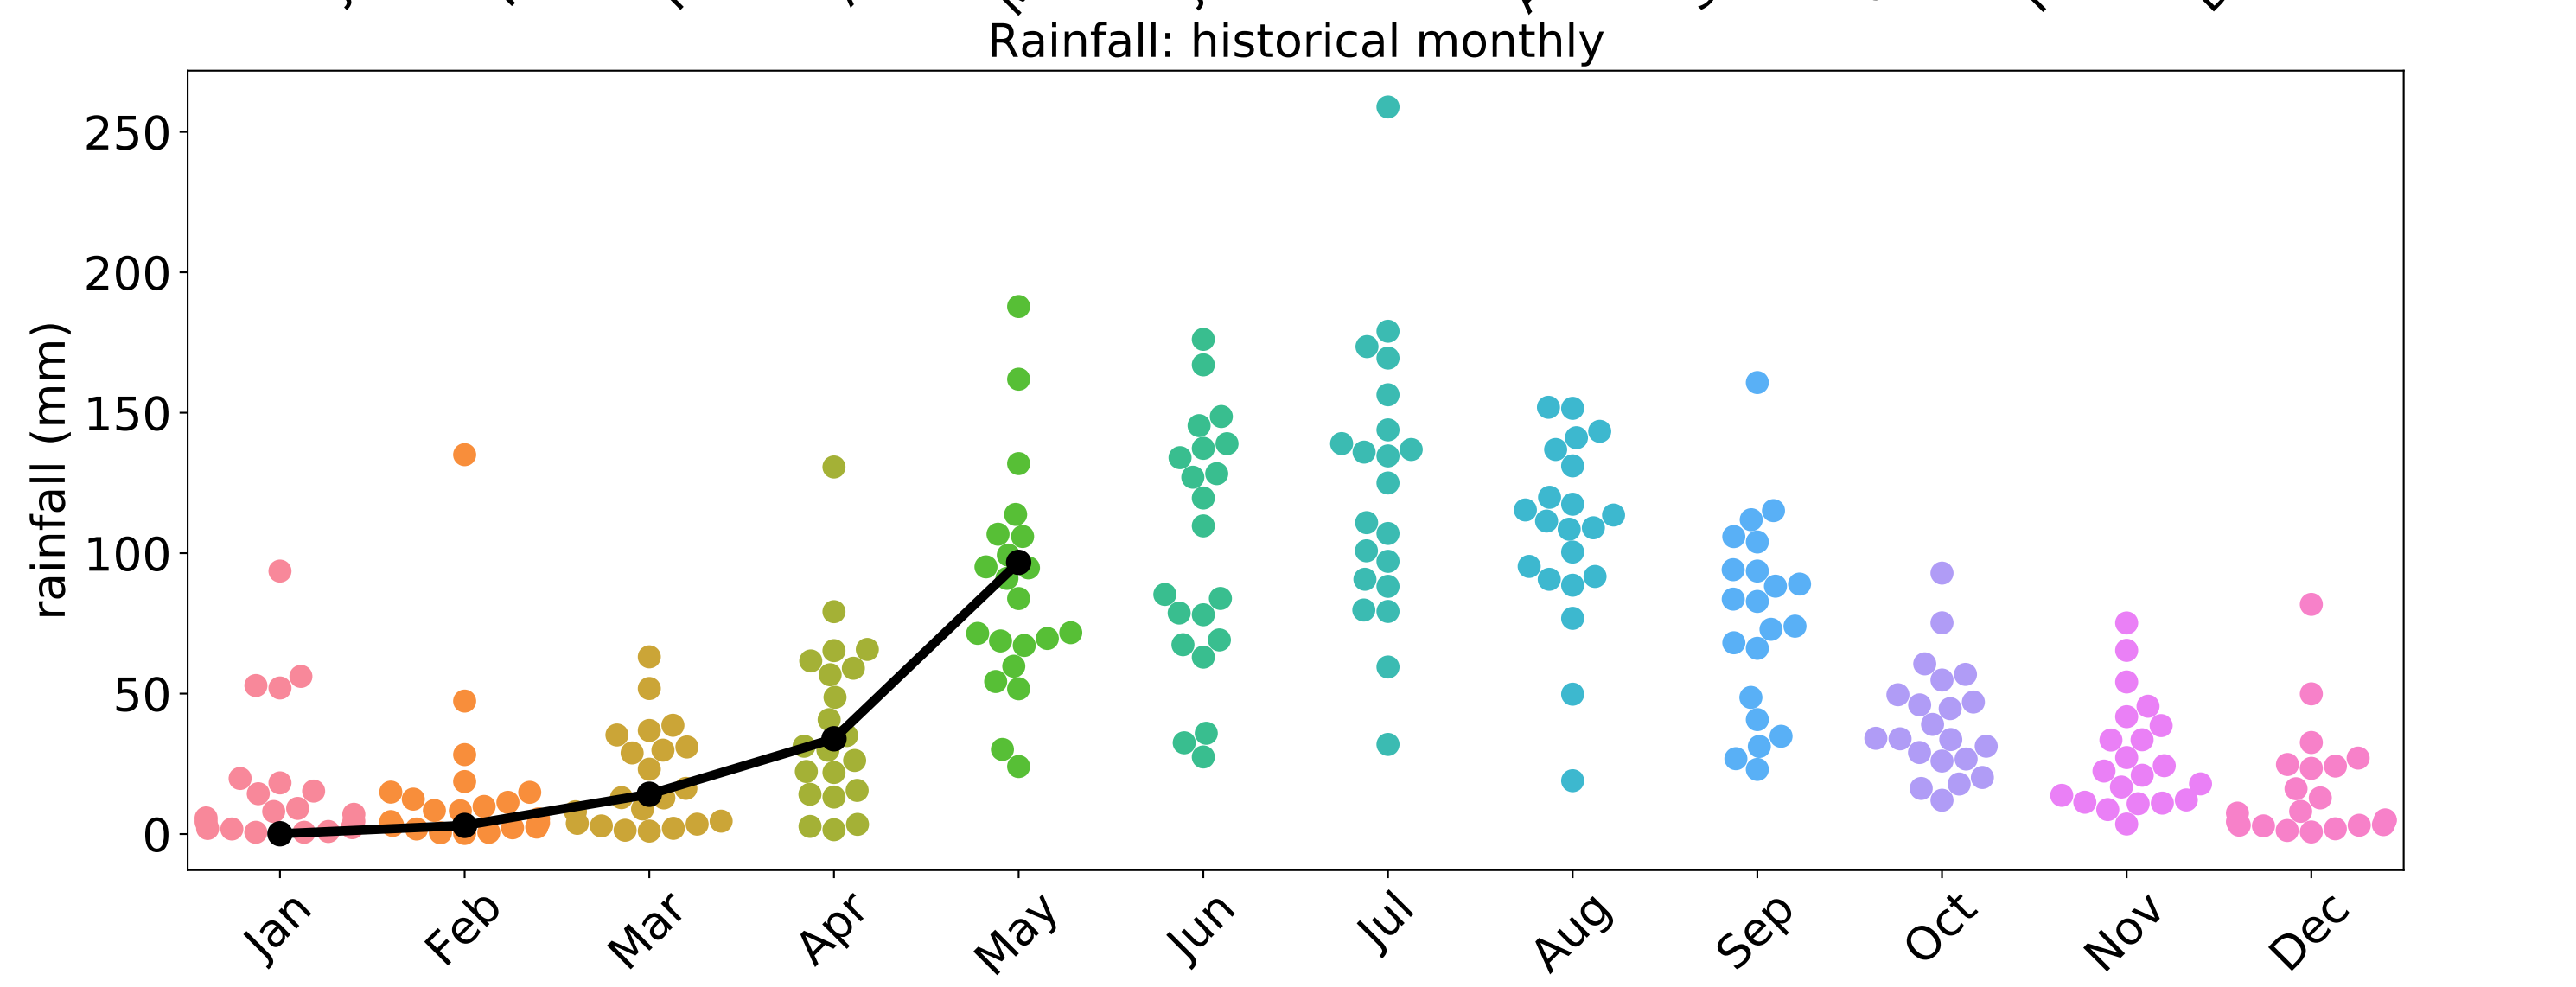 Rainfall: historical monthly
rainfall (mm)
250
200
150
100
50
0
Jan
Feb
Mar
Apr
May
Jun
Jul
Aug
Sep
Oct
Nov
Dec